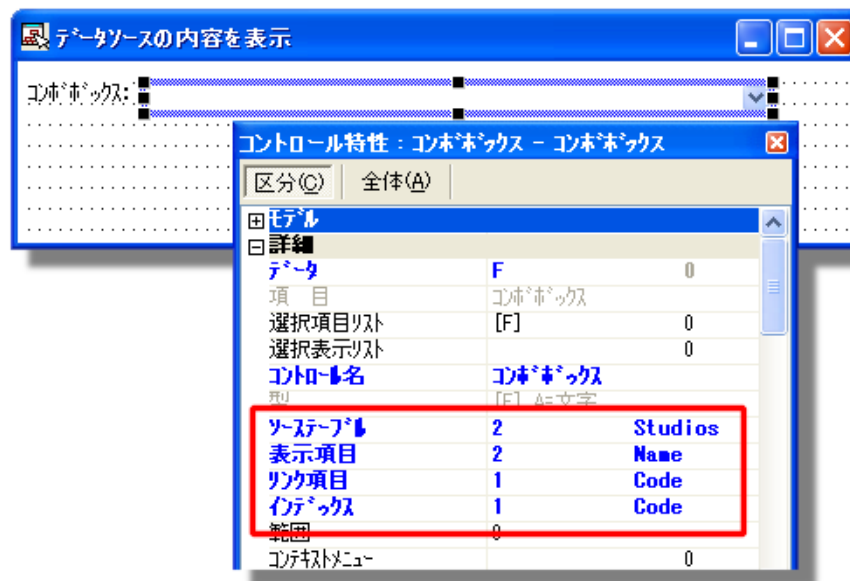 データソースの内容を表示
コンボボックス:
コントロール特性：コンボボックス - コンボボックス
区分(C) 全体(A)
モデル
詳細
データ F 0
項 目 コンボボックス
選択項目リスト [F] 0
選択表示リスト 0
コントロール名 コンボボックス
型 [F] A=文字
ソーステーブル 2 Studios
表示項目 2 Name
リンク項目 1 Code
インデックス 1 Code
範囲 0
コンテキストメニュー 0